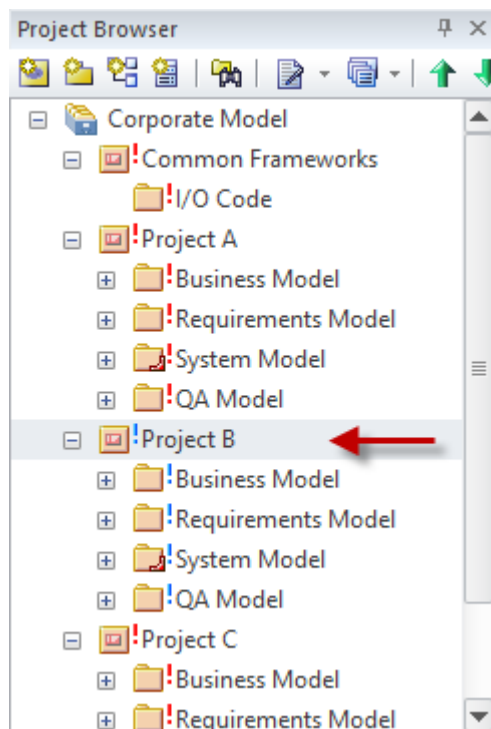 Project Browser
Corporate Model
Common Frameworks
I/O Code
Project A
Business Model
Requirements Model
System Model
QA Model
Project B
Business Model
Requirements Model
System Model
QA Model
Project C
Business Model
Requirements Model